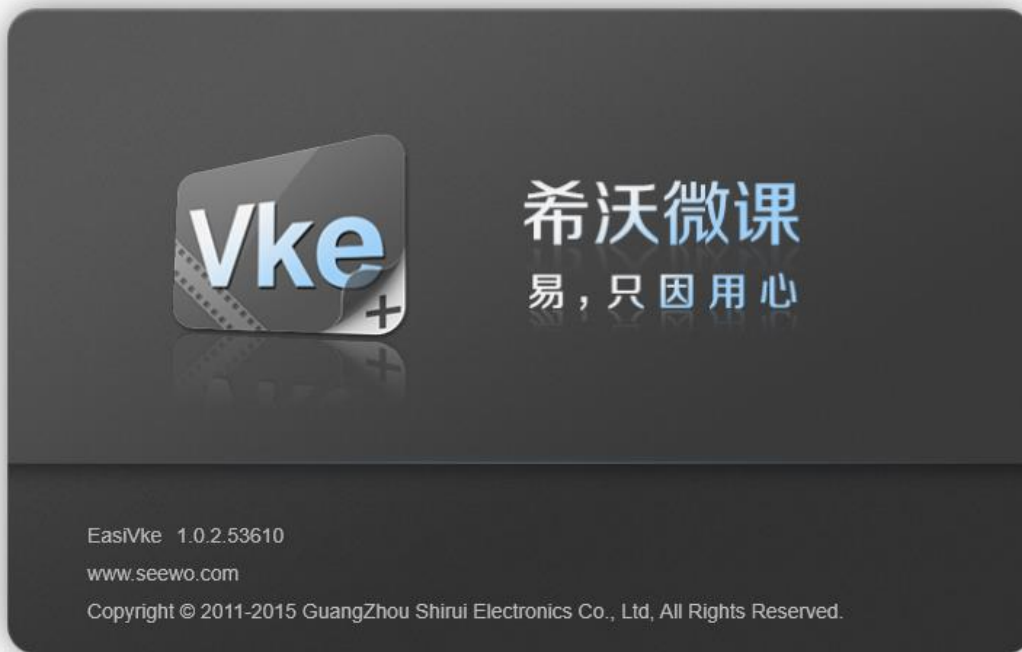 Vke
+
希沃微课
易，只因用心
EasiVke 1.0.2.53610
www.seewo.com
Copyright © 2011-2015 GuangZhou Shirui Electronics Co., Ltd, All Rights Reserved.